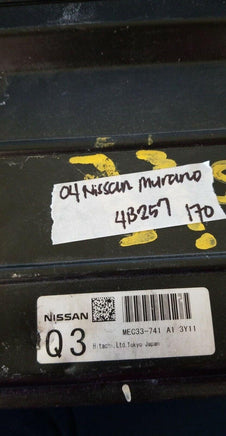 04 Nissan murano
4B257 170
NISSAN
MEC33-741 A1 3Y11
Q3
Hitachi,Ltd.Tokyo Japan